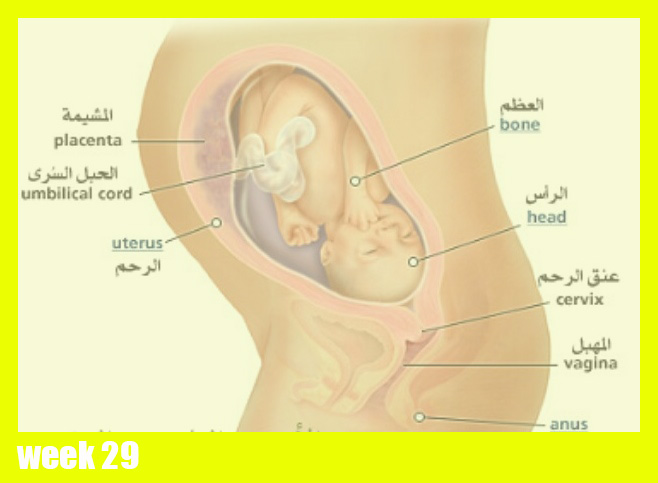 المشيمة
placenta
الحبل السرى
umbilical cord
uterus
الرحم
العظم
bone
الرأس
head
عنق الرحم
cervix
المهبل
vagina
anus
week 29